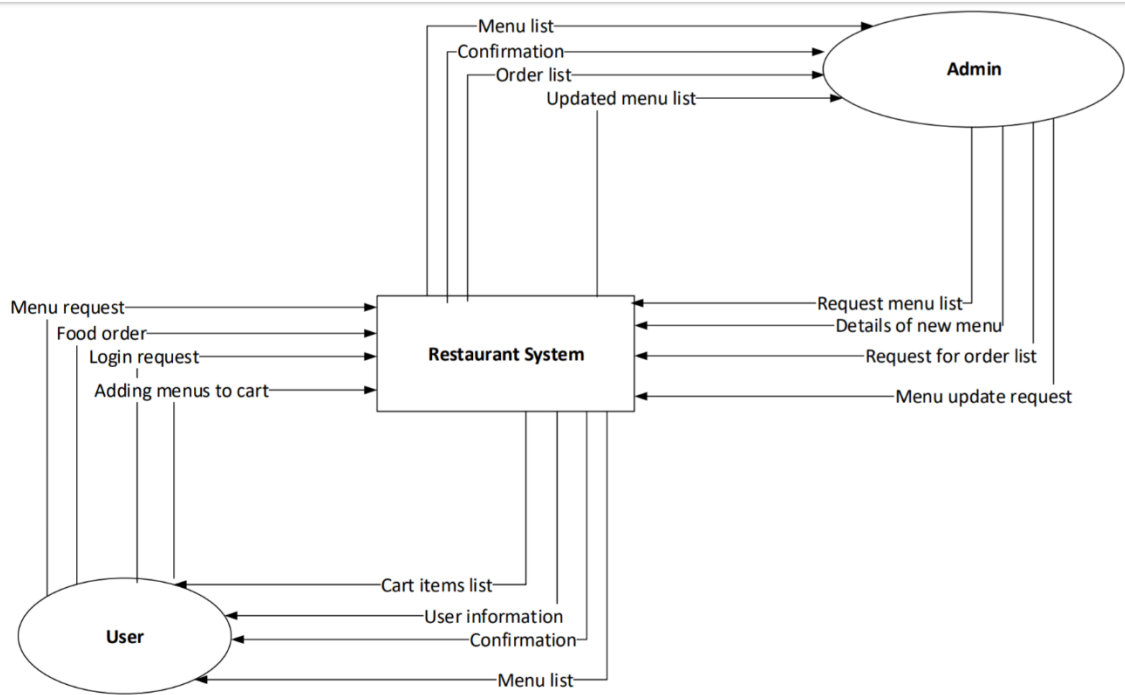 Menu list
Confirmation
Order list
Updated menu list
Admin
Menu request
Food order
Login request
Adding menus to cart
Restaurant System
Request menu list
Details of new menu
Request for order list
Menu update request
Cart items list
User information
Confirmation
Menu list
User